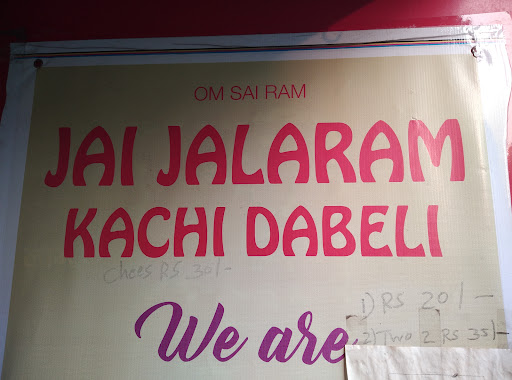 OM SAI RAM
JAI JALARAM
KACHI DABELI
Chees RS. 30/-
1) RS 20/-
We are
2) TWO 2 RS 35/-